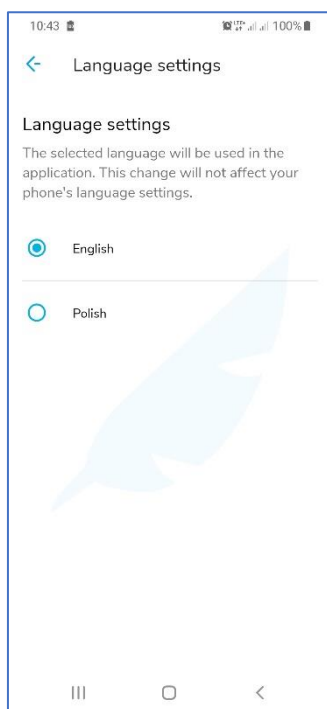 10:43
100%
Language settings
Language settings
The selected language will be used in the
application. This change will not affect your
phone's language settings.
English
Polish